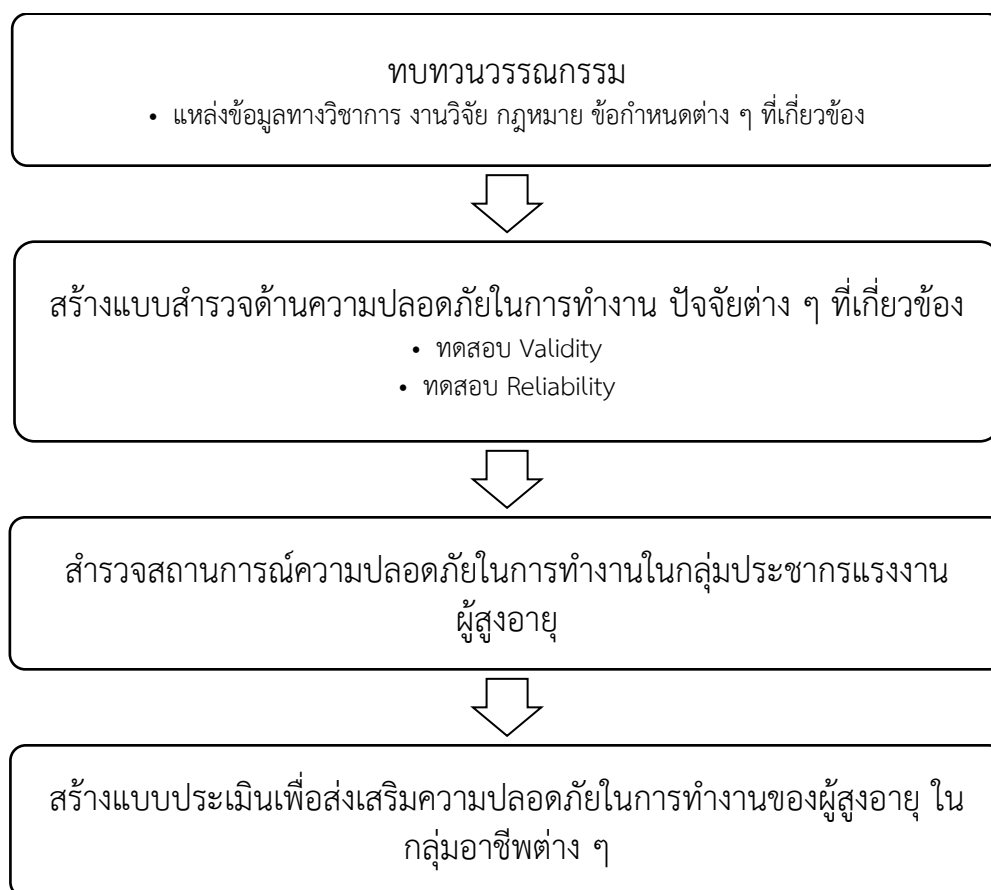 ทบทวนวรรณกรรม
• แหล่งข้อมูลทางวิชาการ งานวิจัย กฎหมาย ข้อกำหนดต่าง ๆ ที่เกี่ยวข้อง
สร้างแบบสำรวจด้านความปลอดภัยในการทำงาน ปัจจัยต่าง ๆ ที่เกี่ยวข้อง
• ทดสอบ Validity
• ทดสอบ Reliability
สำรวจสถานการณ์ความปลอดภัยในการทำงานในกลุ่มประชากรแรงงาน
ผู้สูงอายุ
สร้างแบบประเมินเพื่อส่งเสริมความปลอดภัยในการทำงานของผู้สูงอายุ ใน
กลุ่มอาชีพต่าง ๆ